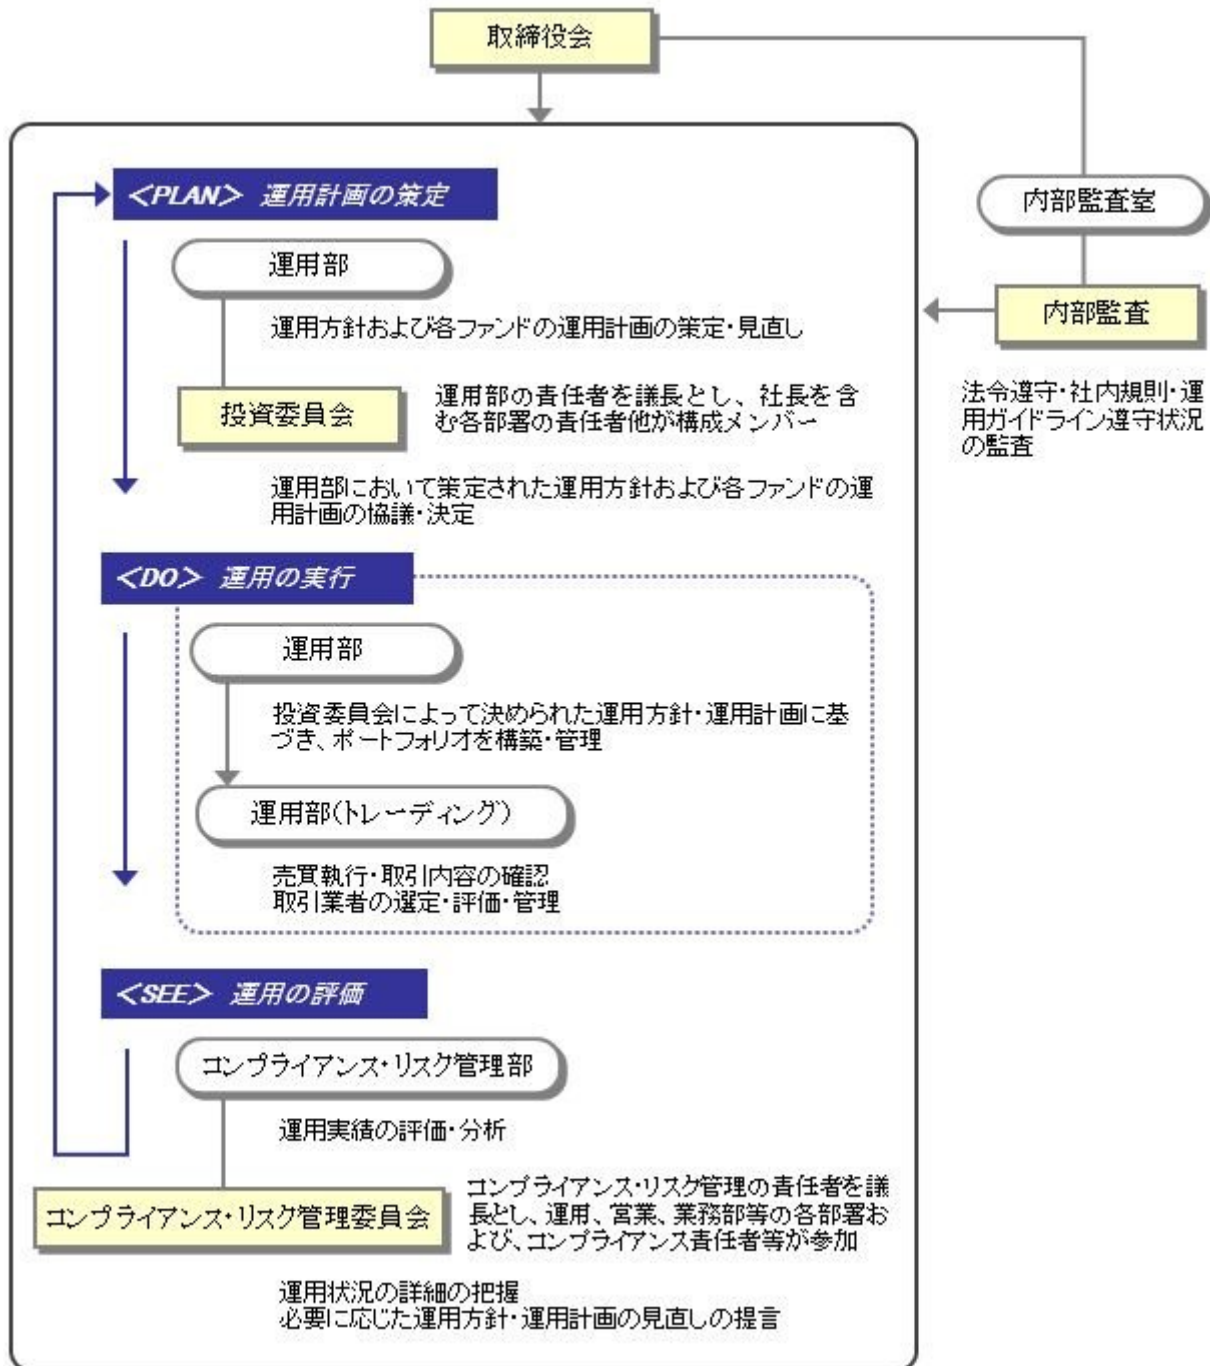 取締役会
<PLAN> 運用計画の策定
運用部
運用方針および各ファンドの運用計画の策定・見直し
投資委員会
運用部の責任者を議長とし、社長を含
む各部署の責任者他が構成メンバー
運用部において策定された運用方針および各ファンドの運
用計画の協議・決定
<DO> 運用の実行
運用部
投資委員会によって決められた運用方針・運用計画に基
づき、ポートフォリオを構築・管理
運用部(トレーディング)
売買執行・取引内容の確認
取引業者の選定・評価・管理
<SEE> 運用の評価
コンプライアンス・リスク管理部
運用実績の評価・分析
コンプライアンス・リスク管理委員会
コンプライアンス・リスク管理の責任者を議
長とし、運用、営業、業務部等の各部署お
よび、コンプライアンス責任者等が参加
運用状況の詳細の把握
必要に応じた運用方針・運用計画の見直しの提言
内部監査室
内部監査
法令遵守・社内規則・運
用ガイドライン遵守状況
の監査